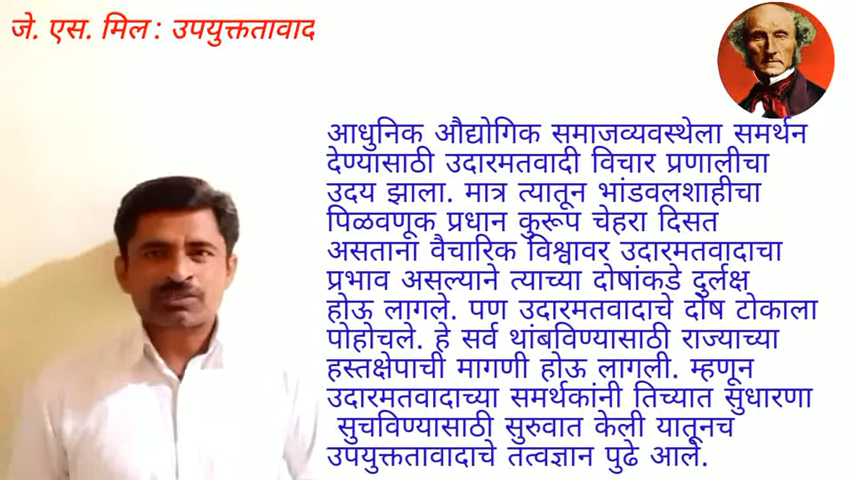 जे. एस. मिल : उपयुक्ततावाद
आधुनिक औद्योगिक समाजव्यवस्थेला समर्थन
देण्यासाठी उदारमतवादी विचार प्रणालीचा
उदय झाला. मात्र त्यातून भांडवलशाहीचा
पिळवणूक प्रधान कुरूप चेहरा दिसत
असताना वैचारिक विश्वावर उदारमतवादाचा
प्रभाव असल्याने त्याच्या दोषांकडे दुर्लक्ष
होऊ लागले. पण उदारमतवादाचे दोष टोकाला
पोहोचले. हे सर्व थांबविण्यासाठी राज्याच्या
हस्तक्षेपाची मागणी होऊ लागली. म्हणून
उदारमतवादाच्या समर्थकांनी तिच्यात सुधारणा
सुचविण्यासाठी सुरुवात केली यातूनच
उपयुक्ततावादाचे तत्वज्ञान पुढे आले.